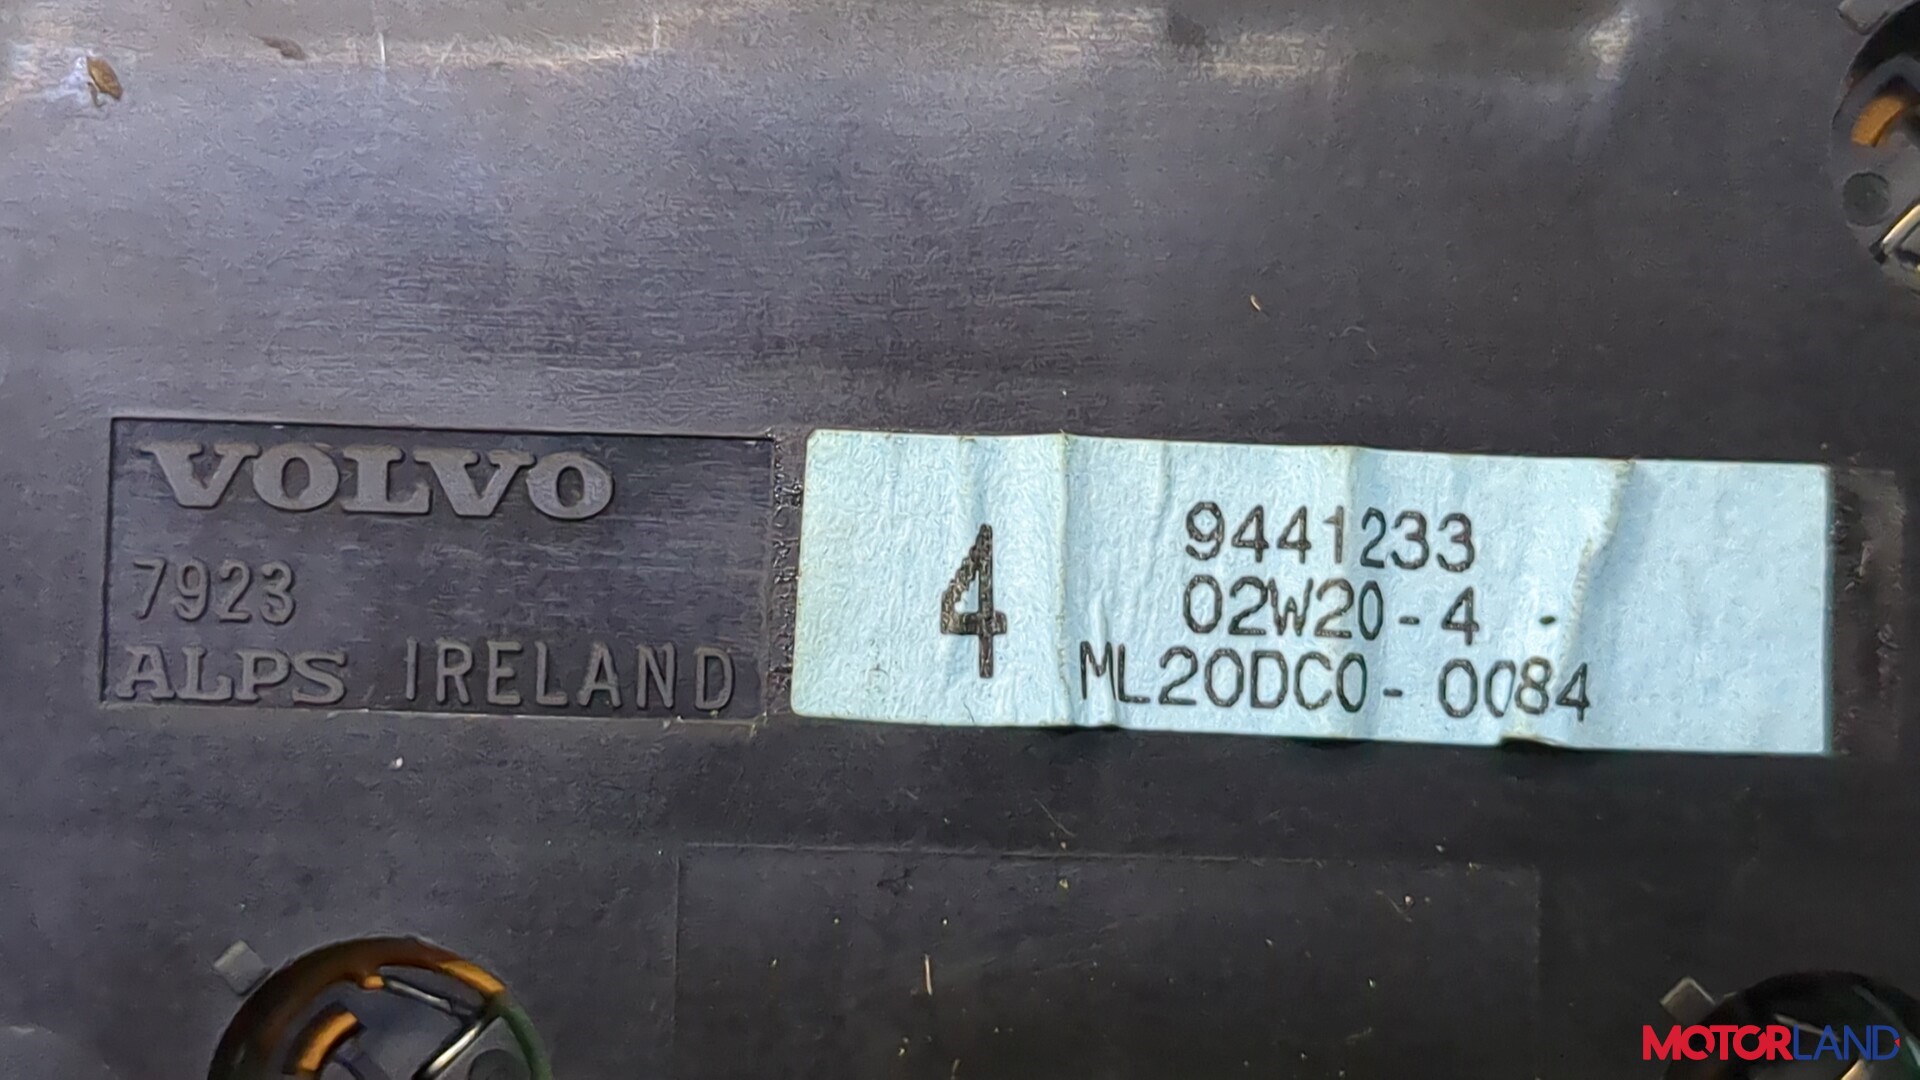 VOLVO
7923
ALPS IRELAND
4
9441233
02W20-4 -
ML20DC0-0084
MOTORLAND